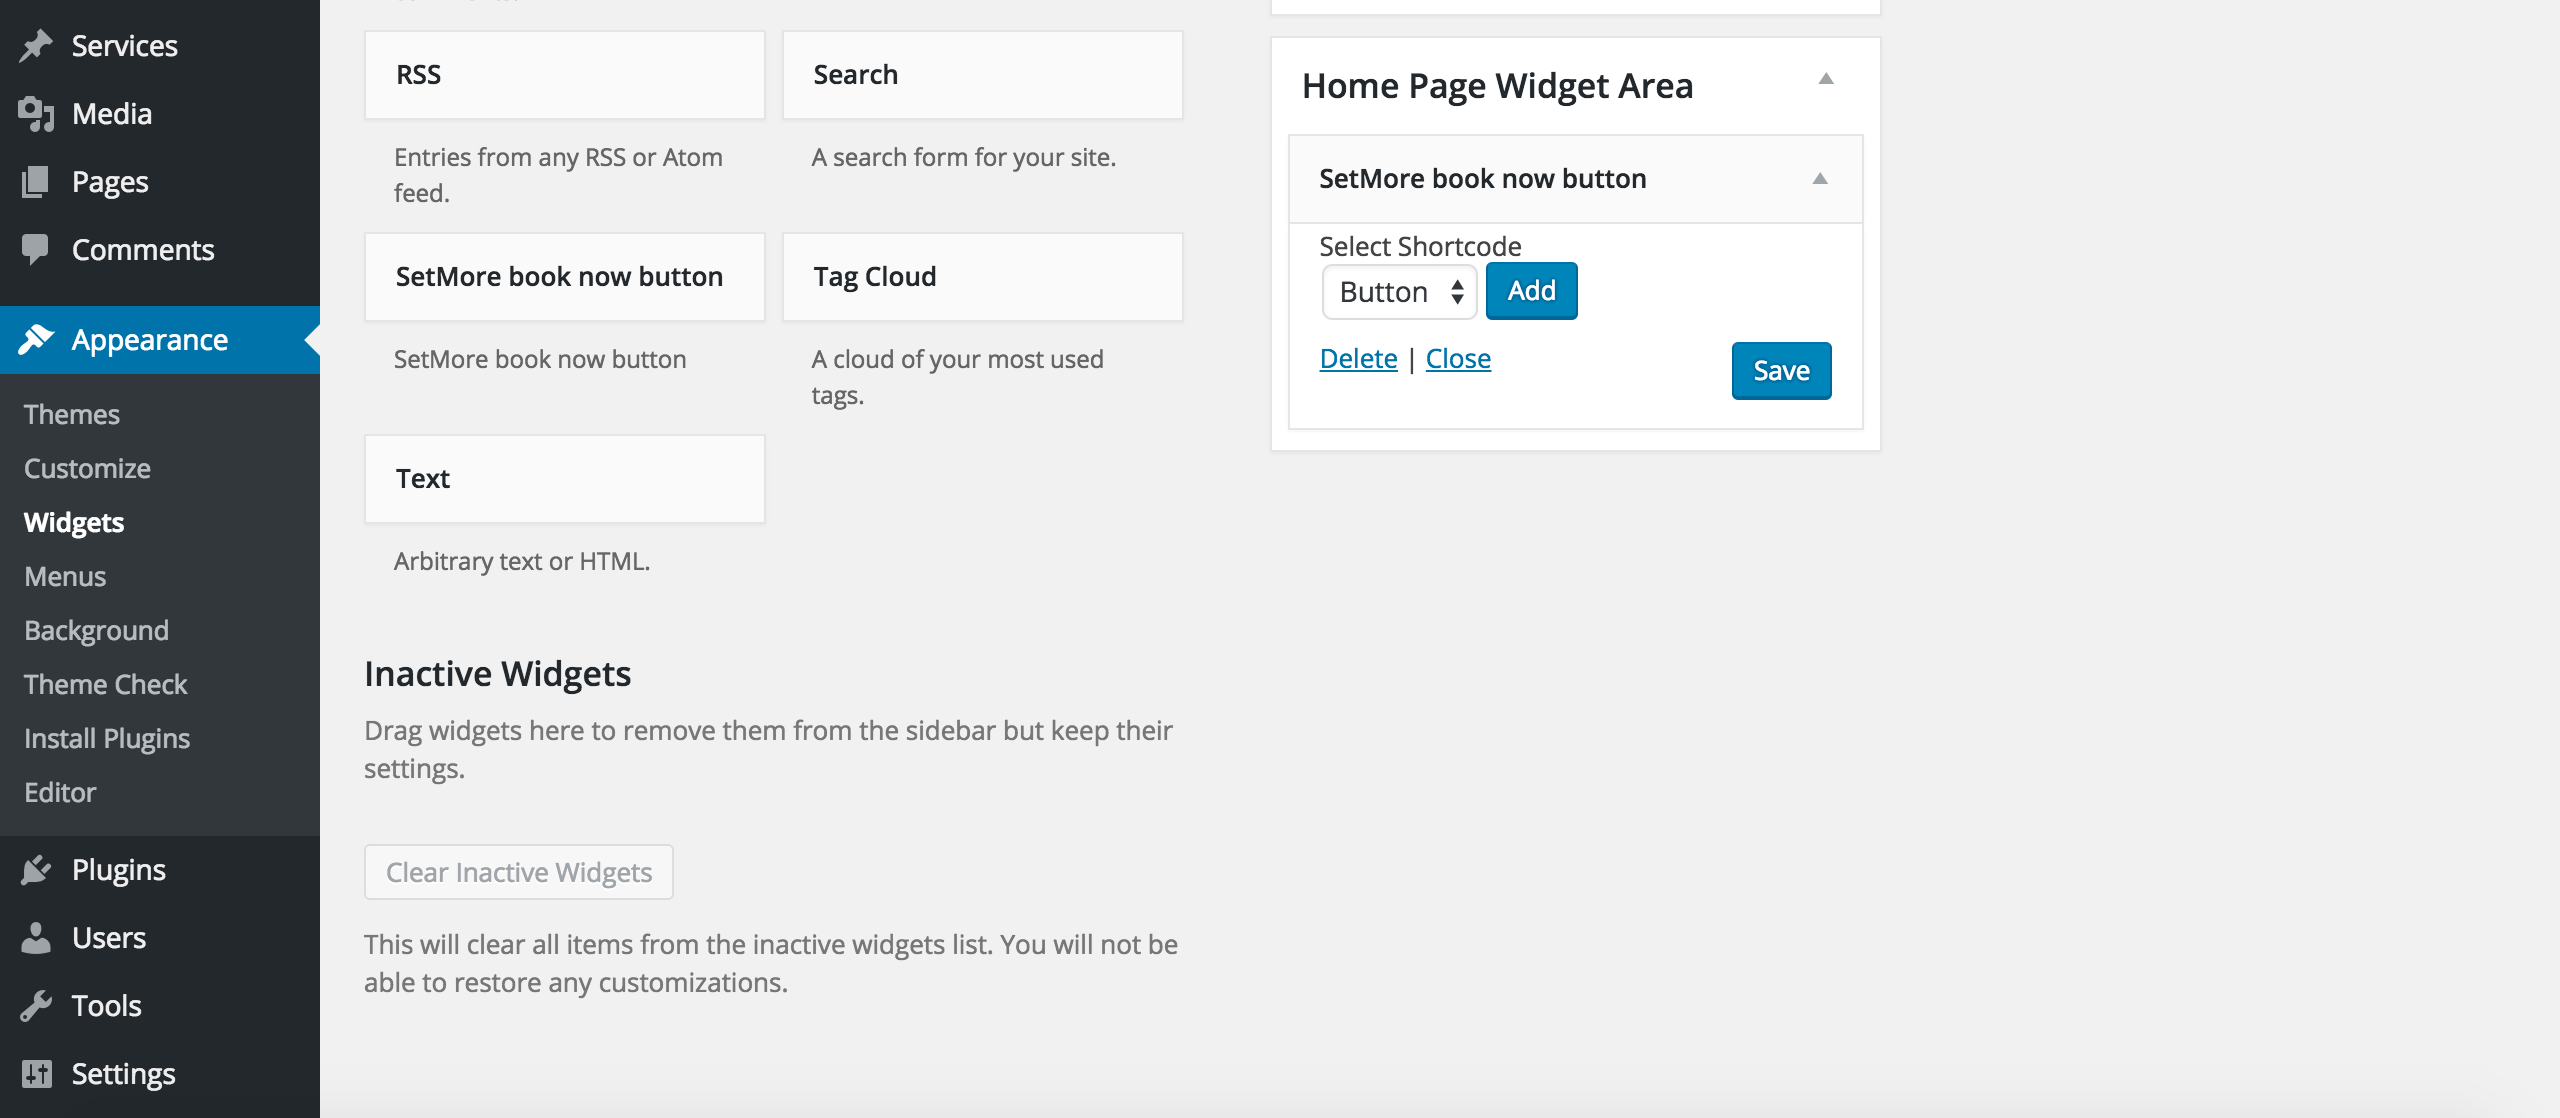 Services
Media
Pages
Comments
Appearance
Themes
Customize
Widgets
Menus
Background
Theme Check
Install Plugins
Editor
Plugins
Users
Tools
Settings
RSS
Entries from any RSS or Atom
feed.
Search
A search form for your site.
SetMore book now button
SetMore book now button
Tag Cloud
A cloud of your most used
tags.
Text
Arbitrary text or HTML.
Inactive Widgets
Drag widgets here to remove them from the sidebar but keep their
settings.
Clear Inactive Widgets
This will clear all items from the inactive widgets list. You will not be
able to restore any customizations.
Home Page Widget Area
SetMore book now button
Select Shortcode
Button Add
Delete | Close
Save